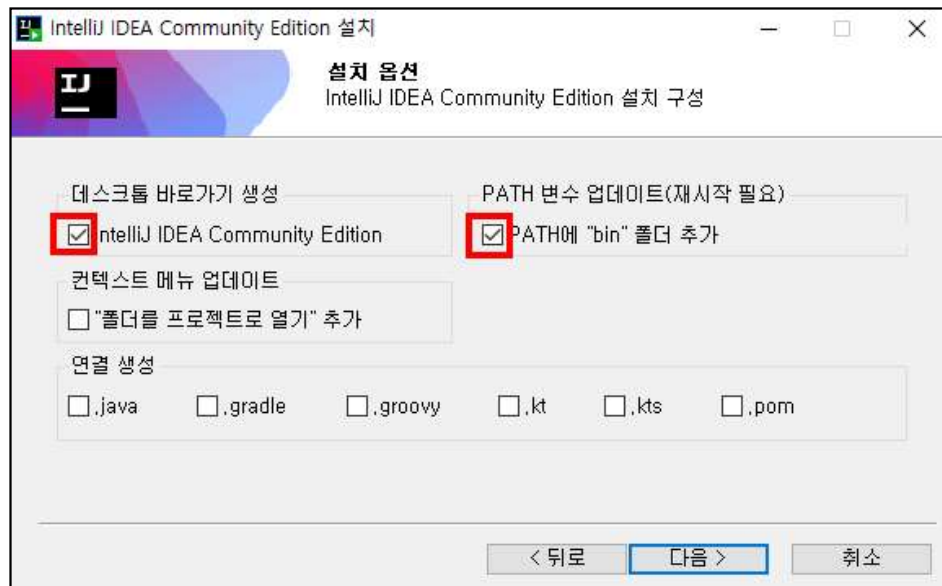 IntelliJ IDEA Community Edition 설치
IJ
설치 옵션
IntelliJ IDEA Community Edition 설치 구성
데스크톱 바로가기 생성
PATH 변수 업데이트(재시작 필요)
ntelliJ IDEA Community Edition
PATH에 "bin" 폴더 추가
컨텍스트 메뉴 업데이트
"폴더를 프로젝트로 열기" 추가
연결 생성
.java .gradle .groovy .kt .kts .pom
< 뒤로 다음 > 취소